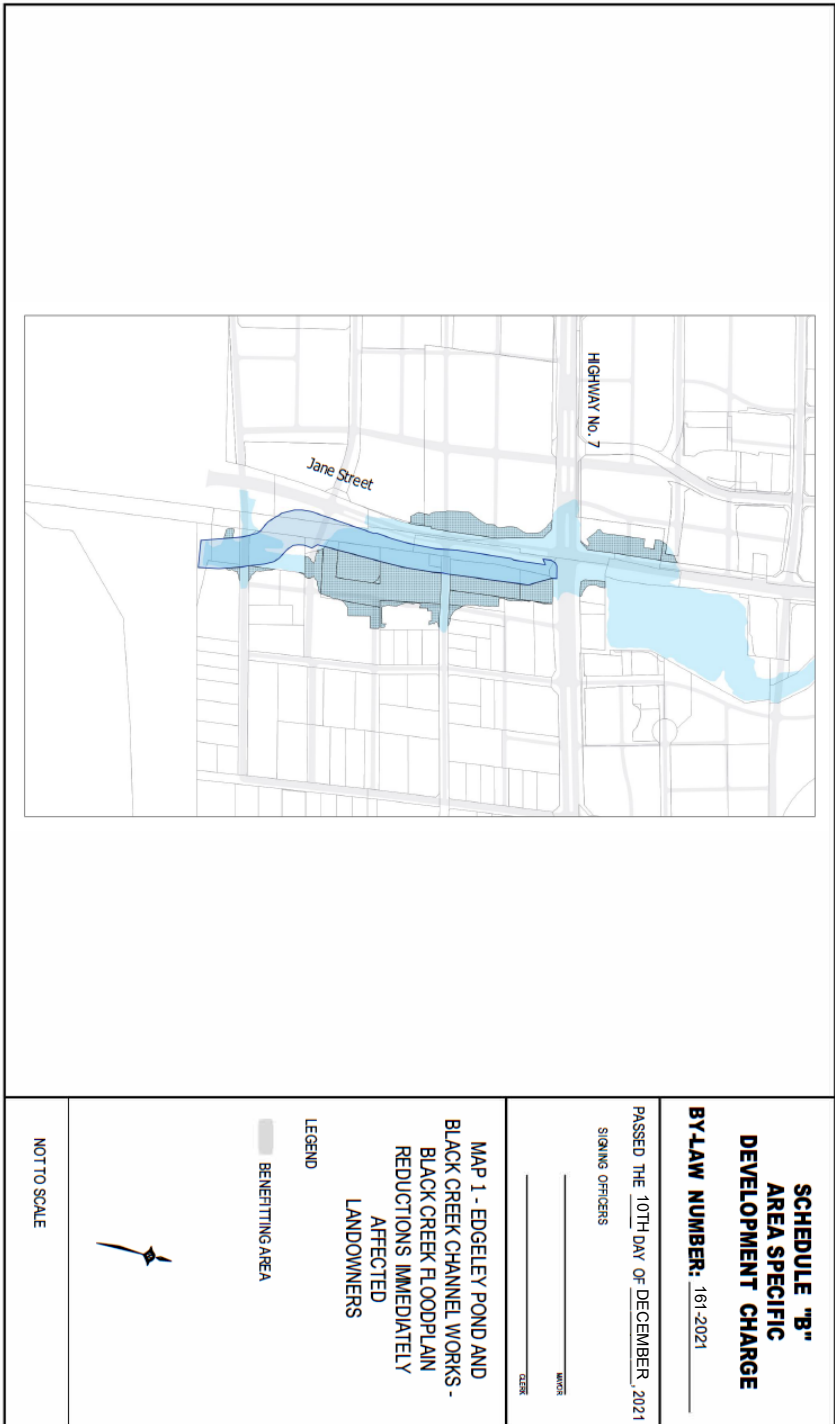 HIGHWAY No. 7
Jane Street
SCHEDULE "B"
AREA SPECIFIC
DEVELOPMENT CHARGE
BY-LAW NUMBER: 161-2021
PASSED THE 10TH DAY OF DECEMBER, 2021
SIGNING OFFICERS
MAYOR
CLERK
MAP 1 - EDGELEY POND AND
BLACK CREEK CHANNEL WORKS -
BLACK CREEK FLOODPLAIN
REDUCTIONS IMMEDIATELY
AFFECTED
LANDOWNERS
LEGEND
BENEFITTING AREA
NOT TO SCALE